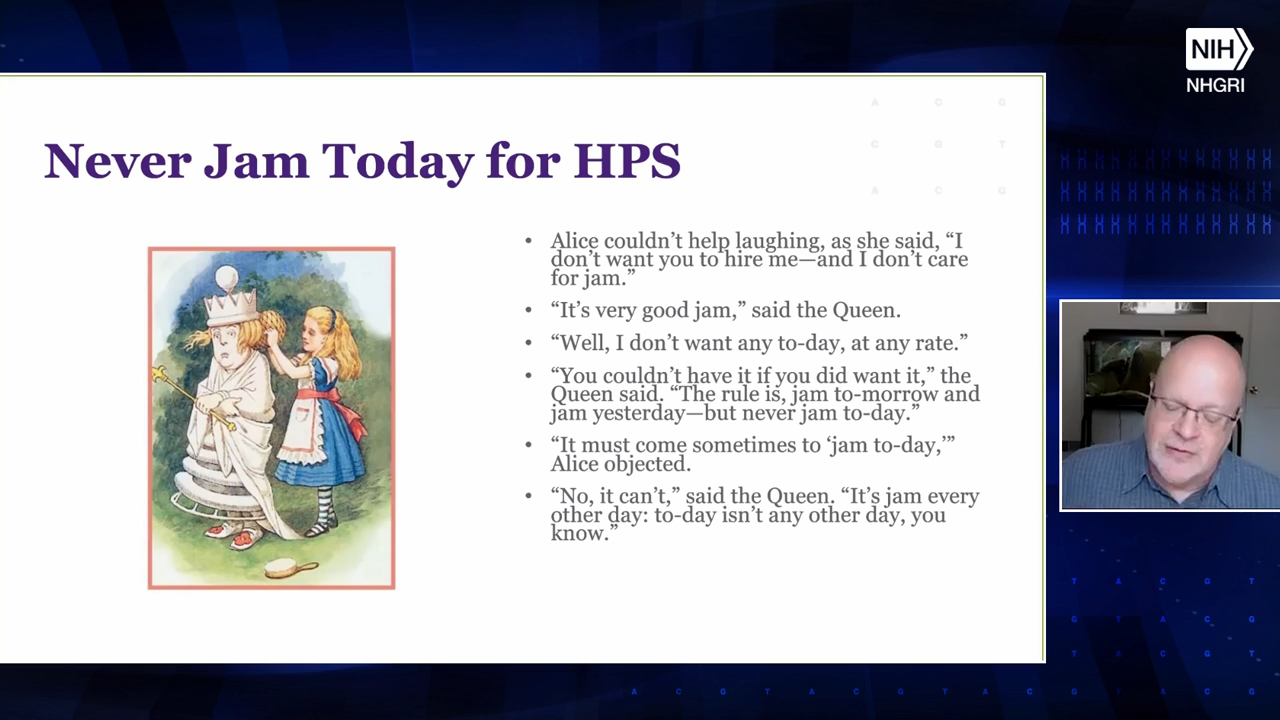 NIH
NHGRI
A C G
C G T
A C G
Never Jam Today for HPS
• Alice couldn’t help laughing, as she said, “I
don’t want you to hire me—and I don’t care
for jam.”
• “It’s very good jam,” said the Queen.
• “Well, I don’t want any to-day, at any rate.”
• “You couldn’t have it if you did want it,” the
Queen said. “The rule is, jam to-morrow and
jam yesterday—but never jam to-day.”
• “It must come sometimes to ‘jam to-day,’”
Alice objected.
• “No, it can’t,” said the Queen. “It’s jam every
other day: to-day isn’t any other day, you
know.”
T A C G T
G T A C G
T A C G T
A C G T A C G T A C G T A C G